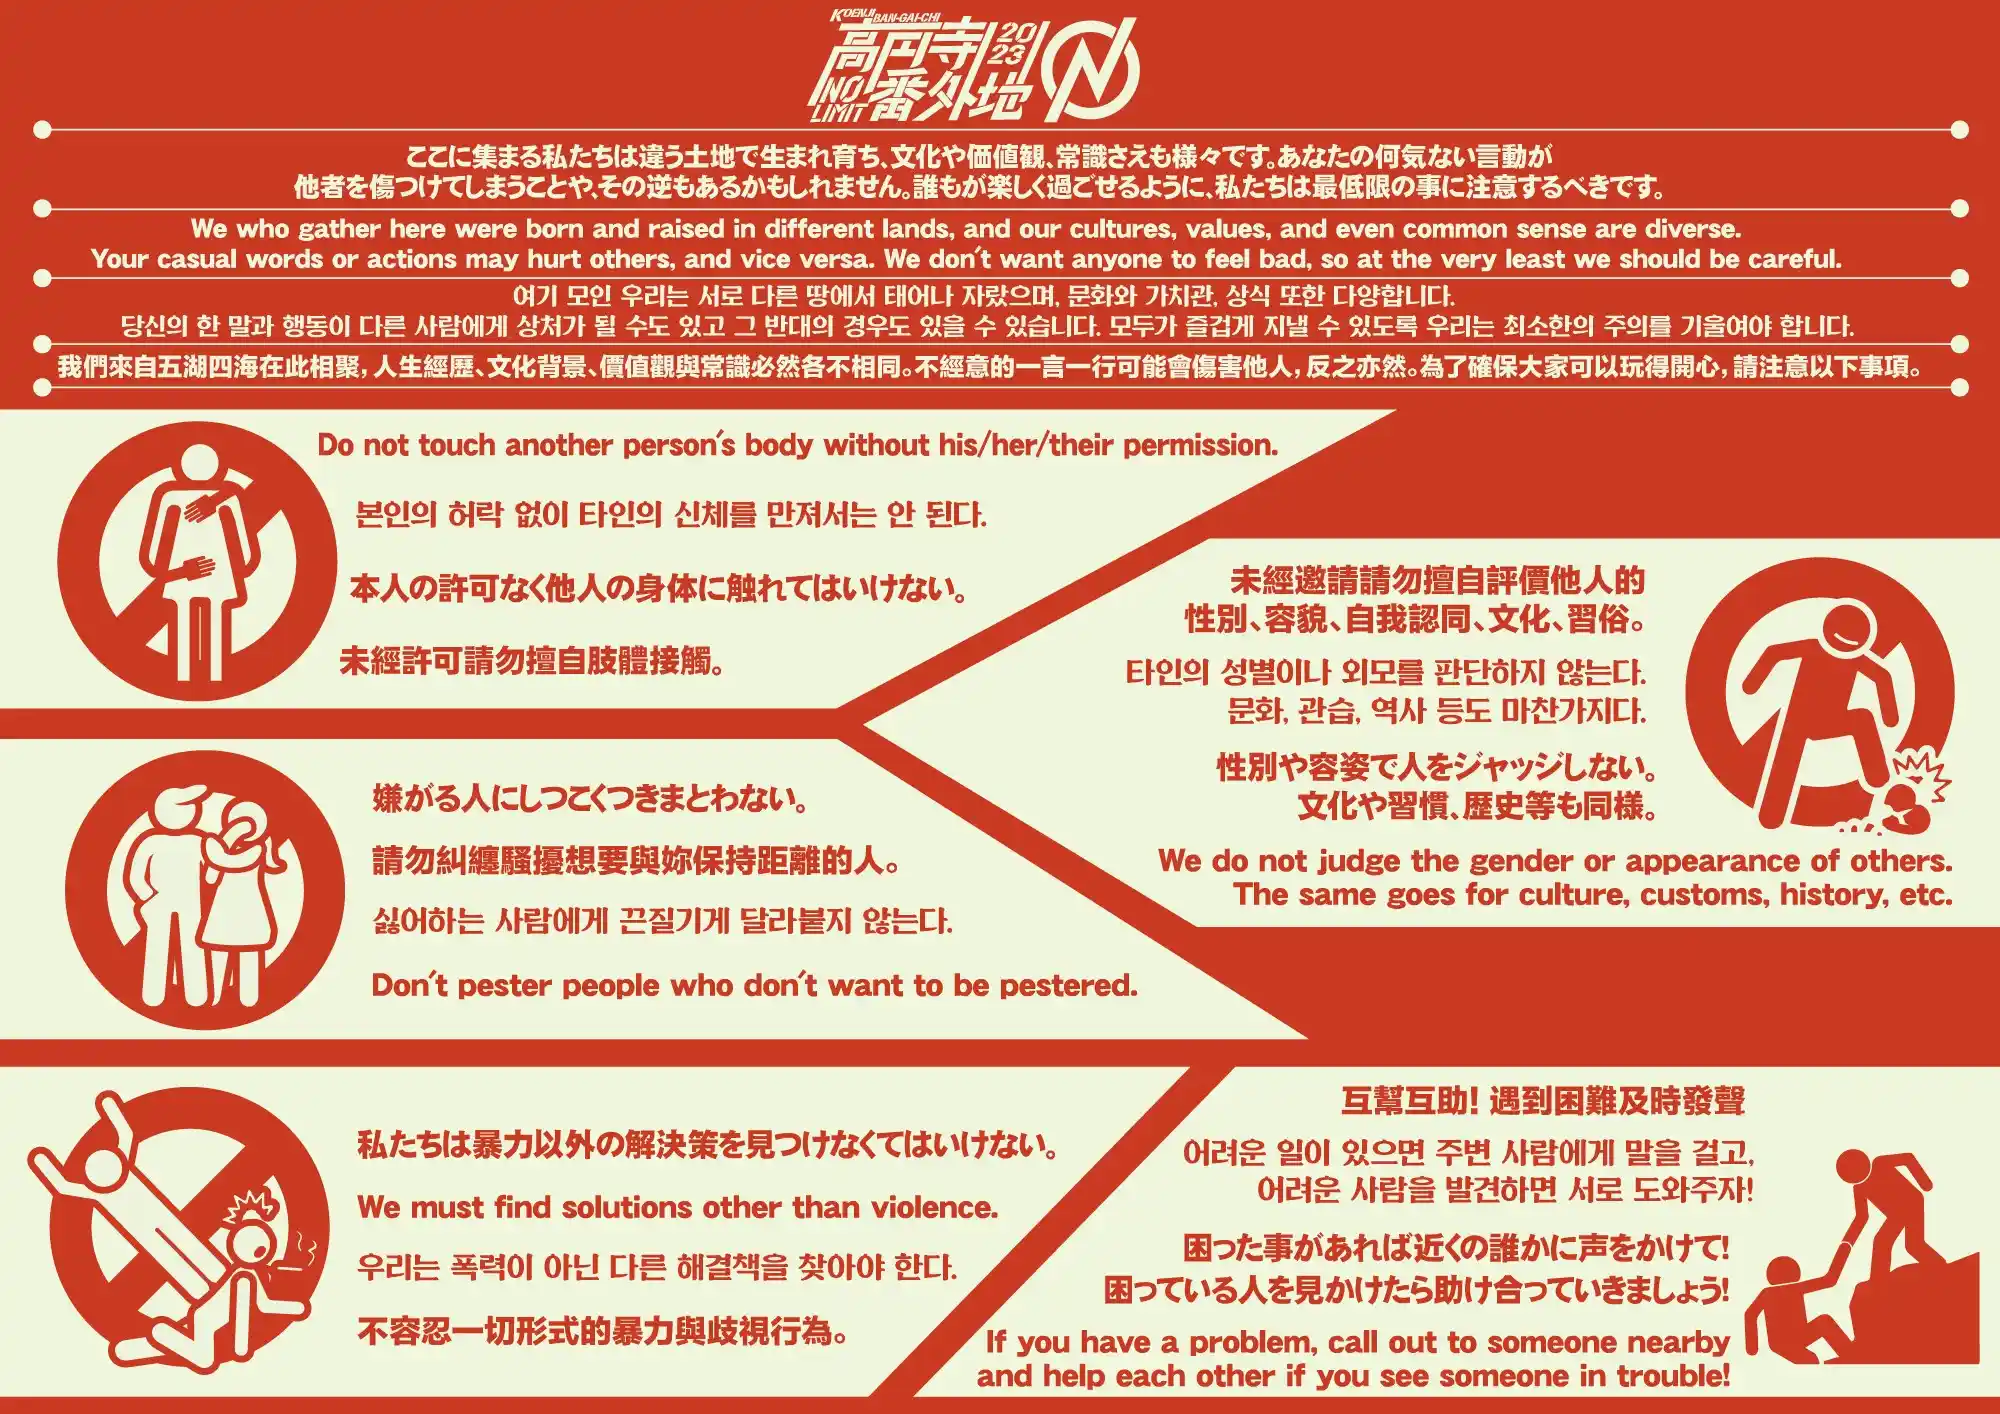 KOENJI BAN-GAI-CHI
高円寺 2023
NO LIMIT 番外地
ここに集まる私たちは違う土地で生まれ育ち、文化や価値観、常識さえも様々です。あなたの何気ない言動が
他者を傷つけてしまうことや、その逆もあるかもしれません。誰もが楽しく過ごせるように、私たちは最低限の事に注意するべきです。
We who gather here were born and raised in different lands, and our cultures, values, and even common sense are diverse.
Your casual words or actions may hurt others, and vice versa. We don't want anyone to feel bad, so at the very least we should be careful.
여기 모인 우리는 서로 다른 땅에서 태어나 자랐으며, 문화와 가치관, 상식 또한 다양합니다.
당신의 한 말과 행동이 다른 사람에게 상처가 될 수도 있고 그 반대의 경우도 있을 수 있습니다. 모두가 즐겁게 지낼 수 있도록 우리는 최소한의 주의를 기울여야 합니다.
我們來自五湖四海在此相聚，人生經歷、文化背景、價值觀與常識必然各不相同。不經意的一言一行可能會傷害他人，反之亦然。為了確保大家可以玩得開心，請注意以下事項。
Do not touch another person's body without his/her/their permission.
본인의 허락 없이 타인의 신체를 만져서는 안 된다.
本人の許可なく他人の身体に触れてはいけない。
未經許可請勿擅自肢體接觸。
未經邀請請勿擅自評價他人的
性別、容貌、自我認同、文化、習俗。
타인의 성별이나 외모를 판단하지 않는다.
문화, 관습, 역사 등도 마찬가지다.
性別や容姿で人をジャッジしない。
文化や習慣、歴史等も同様。
We do not judge the gender or appearance of others.
The same goes for culture, customs, history, etc.
嫌がる人にしつこくつきまとわない。
請勿糾纏騷擾想要與妳保持距離的人。
싫어하는 사람에게 끈질기게 달라붙지 않는다.
Don't pester people who don't want to be pestered.
私たちは暴力以外の解決策を見つけなくてはいけない。
We must find solutions other than violence.
우리는 폭력이 아닌 다른 해결책을 찾아야 한다.
不容忍一切形式的暴力與歧視行為。
互幫互助！遇到困難及時發聲
어려운 일이 있으면 주변 사람에게 말을 걸고,
어려운 사람을 발견하면 서로 도와주자!
困った事があれば近くの誰かに声をかけて！
困っている人を見かけたら助け合っていきましょう！
If you have a problem, call out to someone nearby
and help each other if you see someone in trouble!